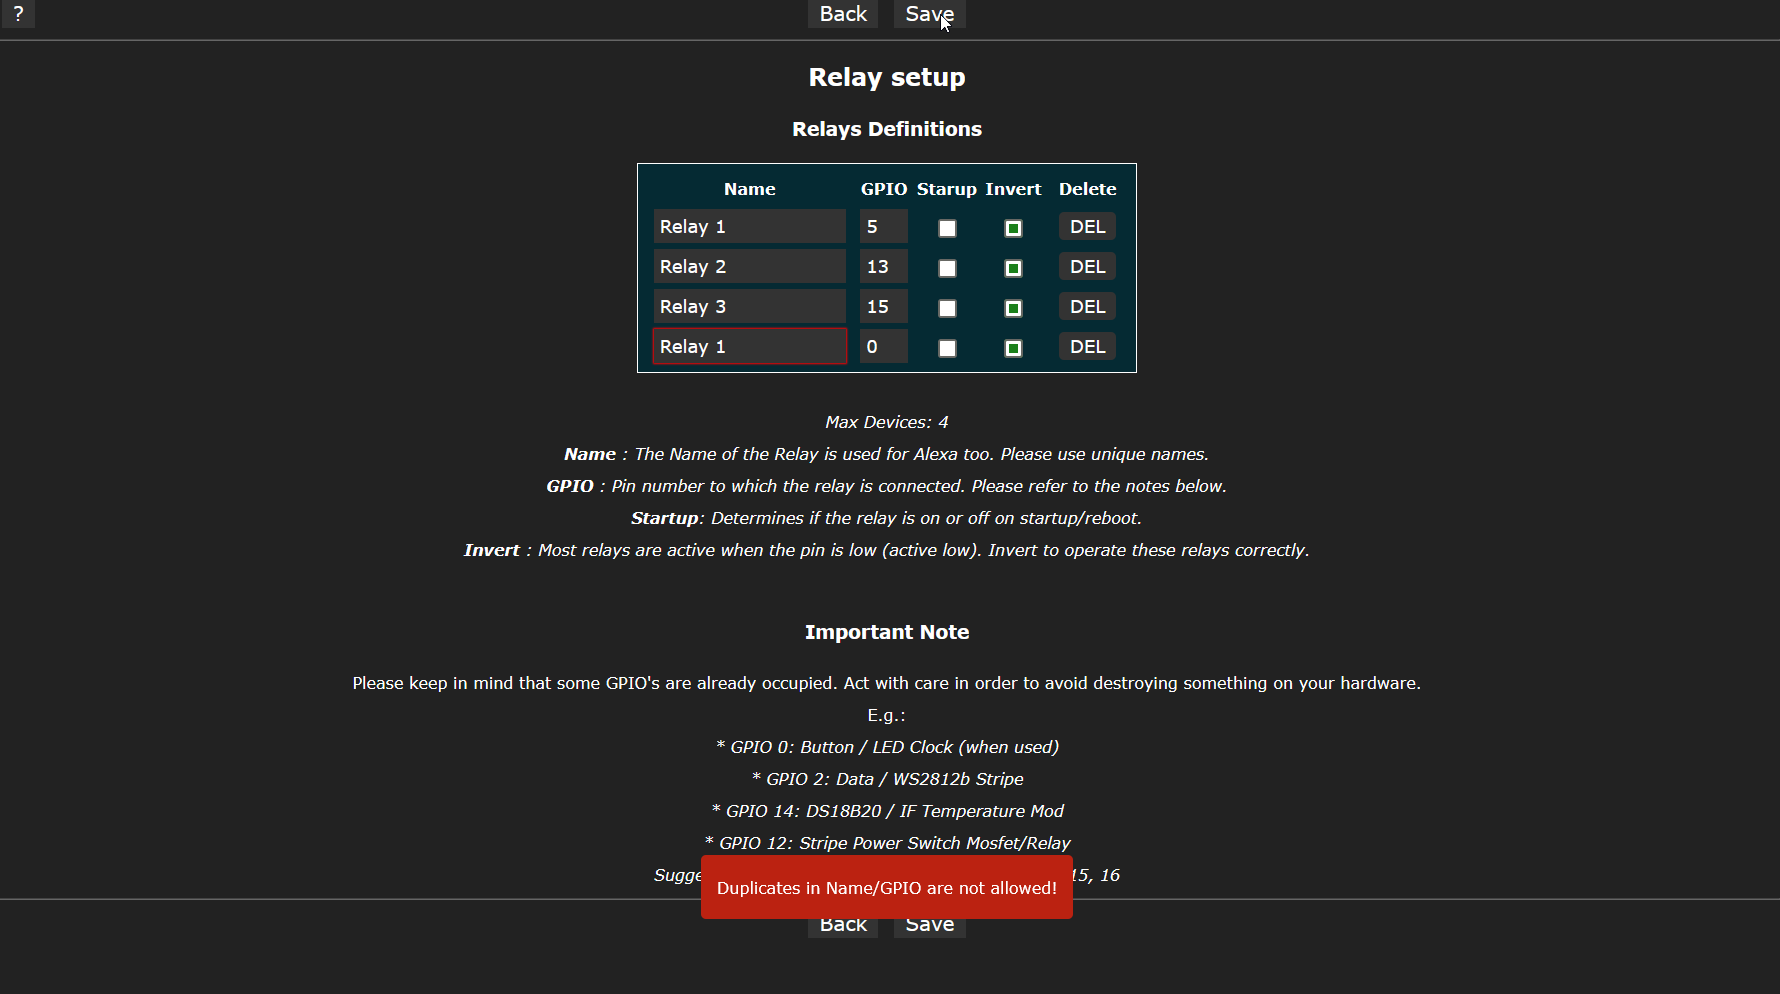 ?
Back Save
Relay setup
Relays Definitions
Name GPIO Starup Invert Delete
Relay 1 5 DEL
Relay 2 13 DEL
Relay 3 15 DEL
Relay 1 0 DEL
Max Devices: 4
Name : The Name of the Relay is used for Alexa too. Please use unique names.
GPIO : Pin number to which the relay is connected. Please refer to the notes below.
Startup: Determines if the relay is on or off on startup/reboot.
Invert : Most relays are active when the pin is low (active low). Invert to operate these relays correctly.
Important Note
Please keep in mind that some GPIO's are already occupied. Act with care in order to avoid destroying something on your hardware.
E.g.:
* GPIO 0: Button / LED Clock (when used)
* GPIO 2: Data / WS2812b Stripe
* GPIO 14: DS18B20 / IF Temperature Mod
* GPIO 12: Stripe Power Switch Mosfet/Relay
15, 16
Duplicates in Name/GPIO are not allowed!
Back Save